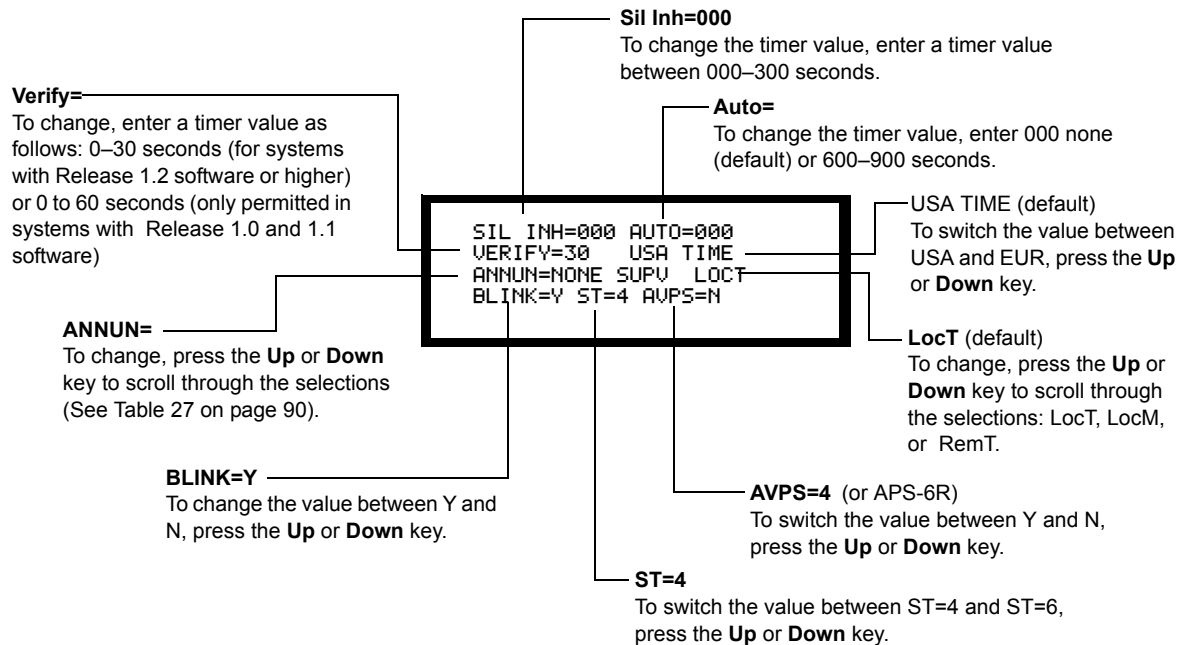 Sil Inh=000
To change the timer value, enter a timer value
between 000–300 seconds.
Verify=
To change, enter a timer value as
follows: 0–30 seconds (for systems
with Release 1.2 software or higher)
or 0 to 60 seconds (only permitted in
systems with Release 1.0 and 1.1
software)
Auto=
To change the timer value, enter 000 none
(default) or 600–900 seconds.
SIL INH=000 AUTO=000
VERIFY=30 USA TIME
ANNUN=NONE SUPV LOCT
BLINK=Y ST=4 AVPS=N
USA TIME (default)
To switch the value between
USA and EUR, press the Up
or Down key.
ANNUN=
To change, press the Up or Down
key to scroll through the selections
(See Table 27 on page 90).
LocT (default)
To change, press the Up or
Down key to scroll through
the selections: LocT, LocM,
or RemT.
BLINK=Y
To change the value between Y and
N, press the Up or Down key.
AVPS=4 (or APS-6R)
To switch the value between Y and N,
press the Up or Down key.
ST=4
To switch the value between ST=4 and ST=6,
press the Up or Down key.